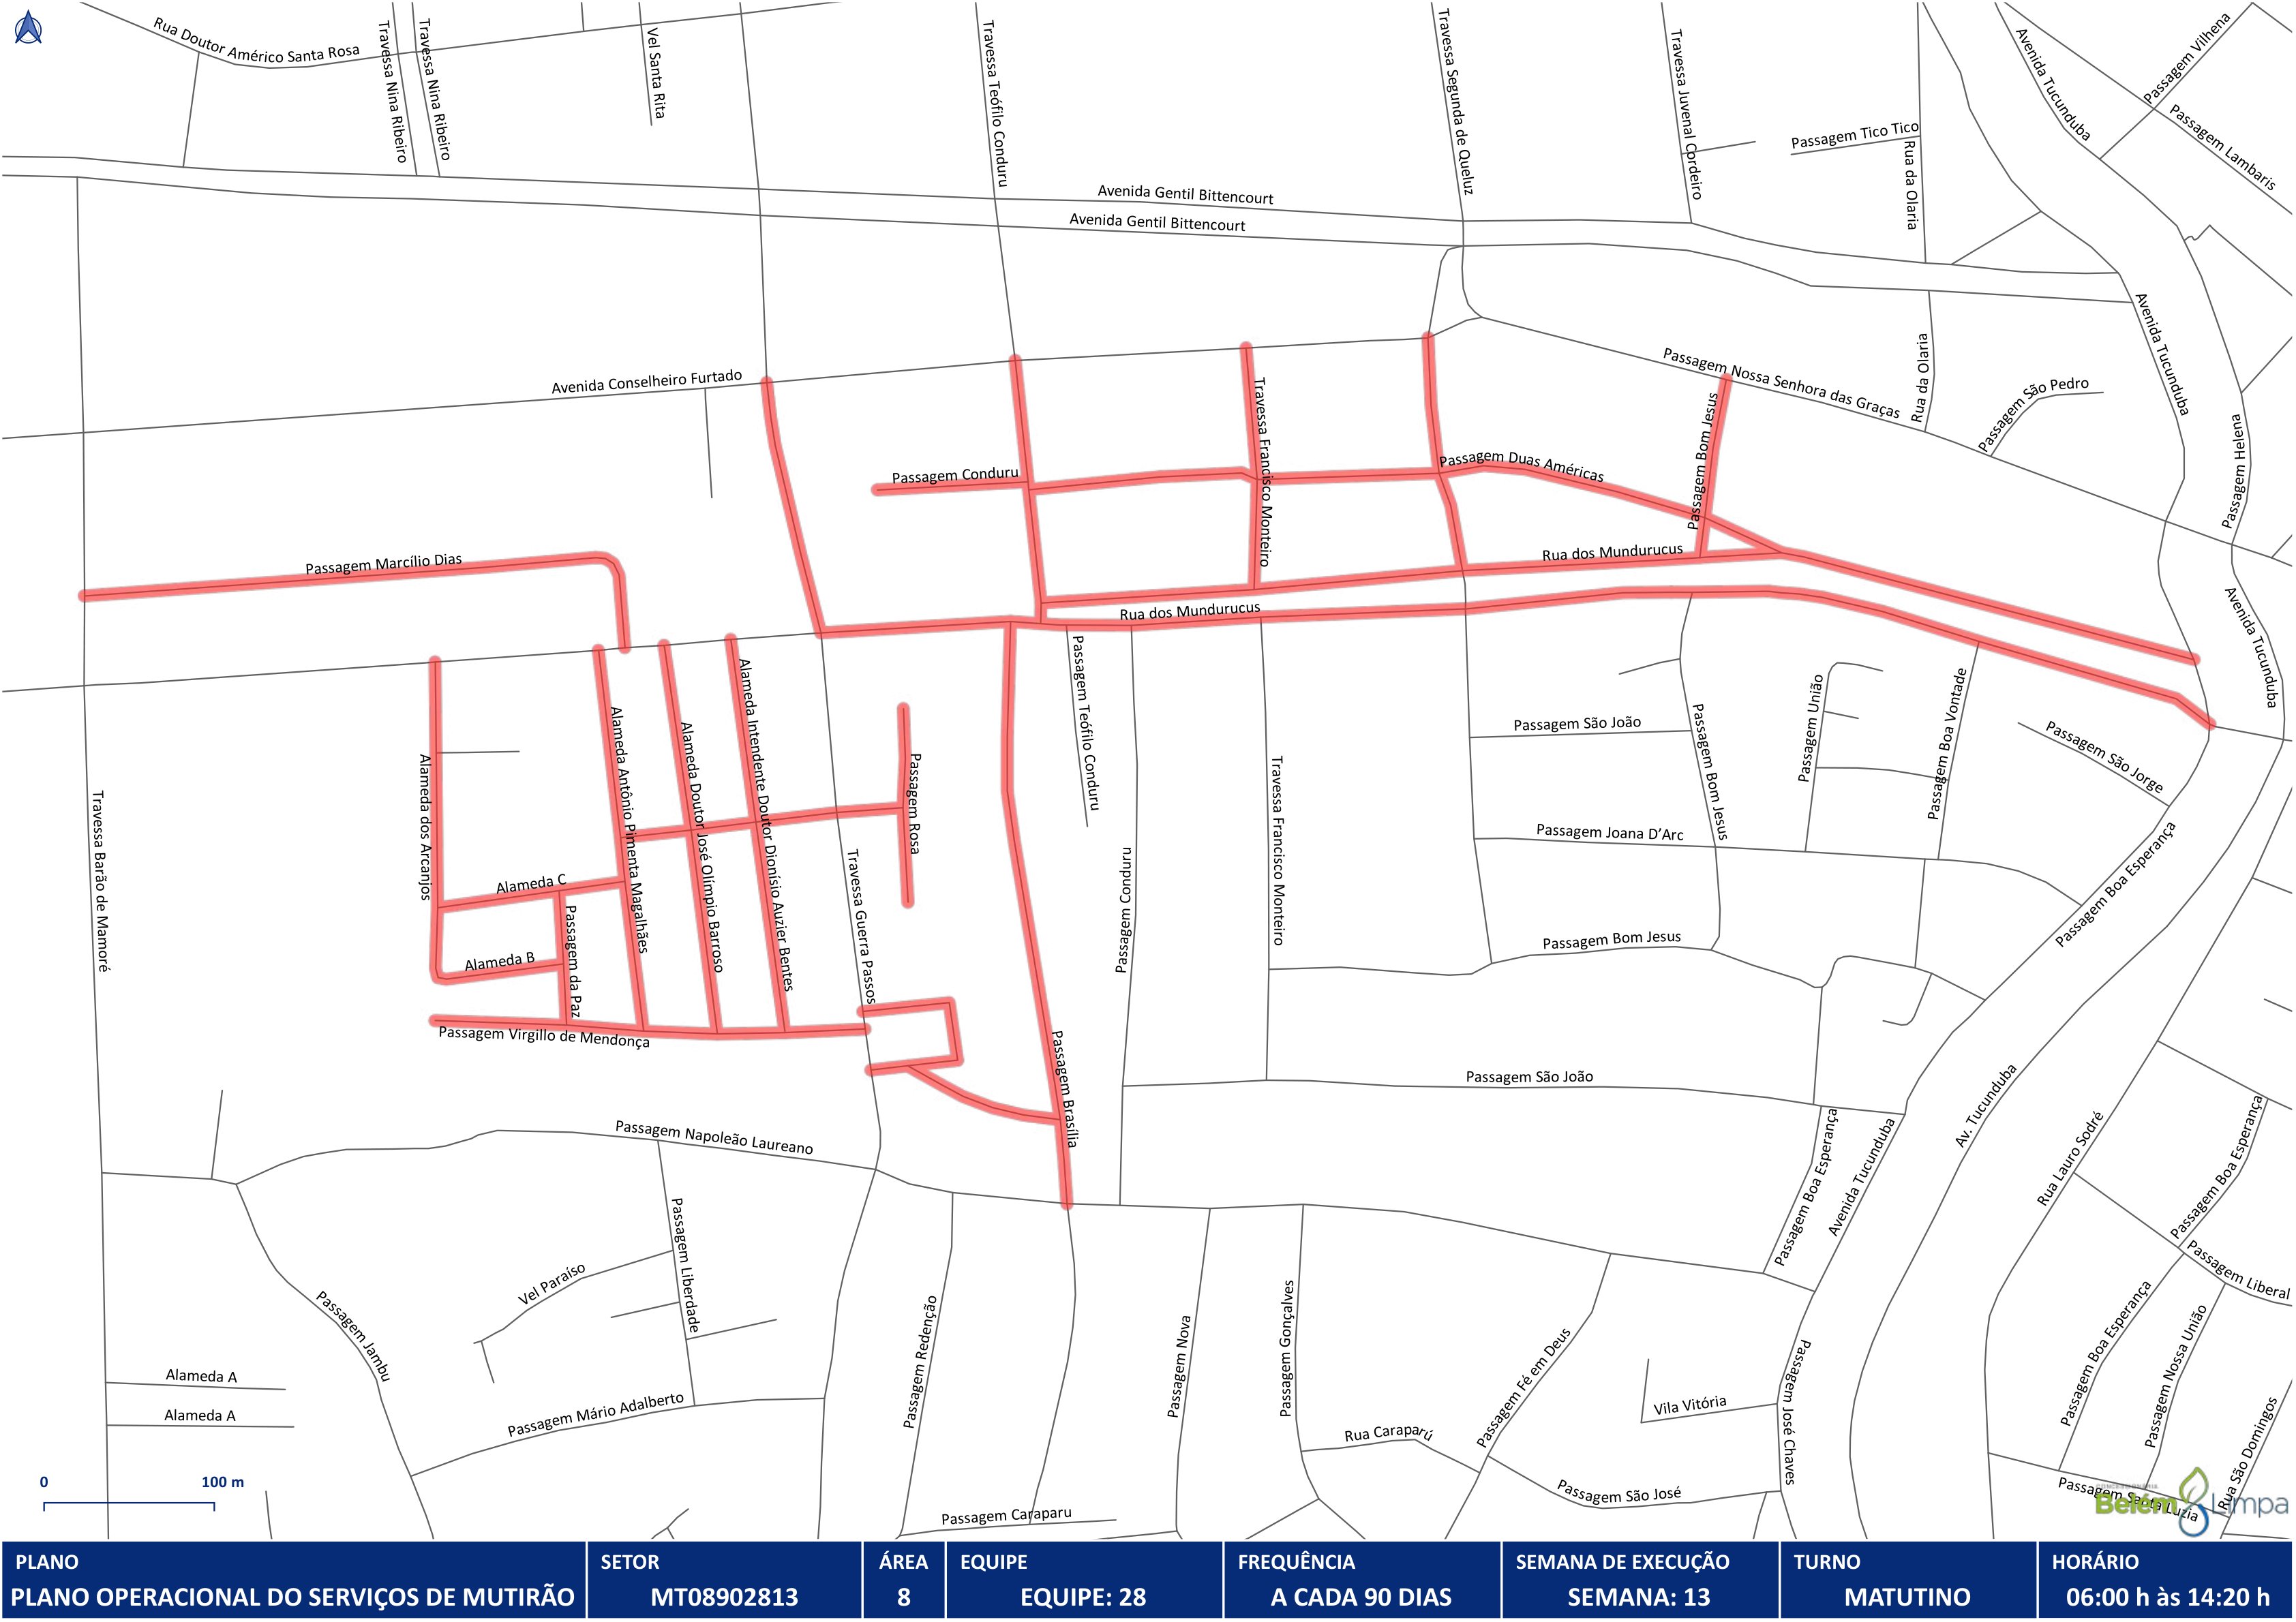 Rua Doutor Américo Santa Rosa
Travessa Nina Ribeiro
Travessa Nina Ribeiro
Vel Santa Rita
Travessa Teófilo Conduru
Travessa Segunda de Queluz
Travessa Juvenal Cordeiro
Passagem Tico Tico
Rua da Olaria
Avenida Tucunduba
Passagem Vilhena
Passagem Lambaris
Avenida Gentil Bittencourt
Avenida Gentil Bittencourt
Avenida Tucunduba
Rua da Olaria
Passagem Nossa Senhora das Graças
Passagem São Pedro
Passagem Helena
Avenida Conselheiro Furtado
Travessa Francisco Monteiro
Passagem Bom Jesus
Passagem Conduru
Passagem Duas Américas
Passagem Marcílio Dias
Rua dos Mundurucus
Rua dos Mundurucus
Avenida Tucunduba
Alameda dos Arcanjos
Alameda Antônio Pimenta Magalhães
Alameda Doutor José Olímpio Barroso
Alameda Intendente Doutor Dionísio Auzier Bentes
Passagem Rosa
Passagem Teófilo Conduru
Passagem São João
Passagem Bom Jesus
Passagem União
Passagem Boa Vontade
Passagem São Jorge
Travessa Barão de Mamoré
Travessa Guerra Passos
Passagem Conduru
Travessa Francisco Monteiro
Passagem Joana D’Arc
Passagem Boa Esperança
Alameda C
Passagem da Paz
Alameda B
Passagem Bom Jesus
Passagem Virgillo de Mendonça
Passagem Brasília
Passagem São João
Passagem Napoleão Laureano
Av. Tucunduba
Rua Lauro Sodré
Passagem Boa Esperança
Avenida Tucunduba
Passagem Boa Esperança
Passagem Liberdade
Vel Paraíso
Passagem Liberal
Passagem Jambu
Passagem Redenção
Passagem Nova
Passagem Gonçalves
Passagem Fé em Deus
Passagem José Chaves
Passagem Boa Esperança
Passagem Nossa União
Alameda A
Alameda A
Passagem Mário Adalberto
Rua Caraparú
Vila Vitória
Rua São Domingos
Passagem São José
Passagem Santa Luzia
Passagem Caraparu
0 100 m
CONCESSIONÁRIA
Belém Limpa
PLANO
PLANO OPERACIONAL DO SERVIÇOS DE MUTIRÃO
SETOR
MT08902813
ÁREA
8
EQUIPE
EQUIPE: 28
FREQUÊNCIA
A CADA 90 DIAS
SEMANA DE EXECUÇÃO
SEMANA: 13
TURNO
MATUTINO
HORÁRIO
06:00 h às 14:20 h